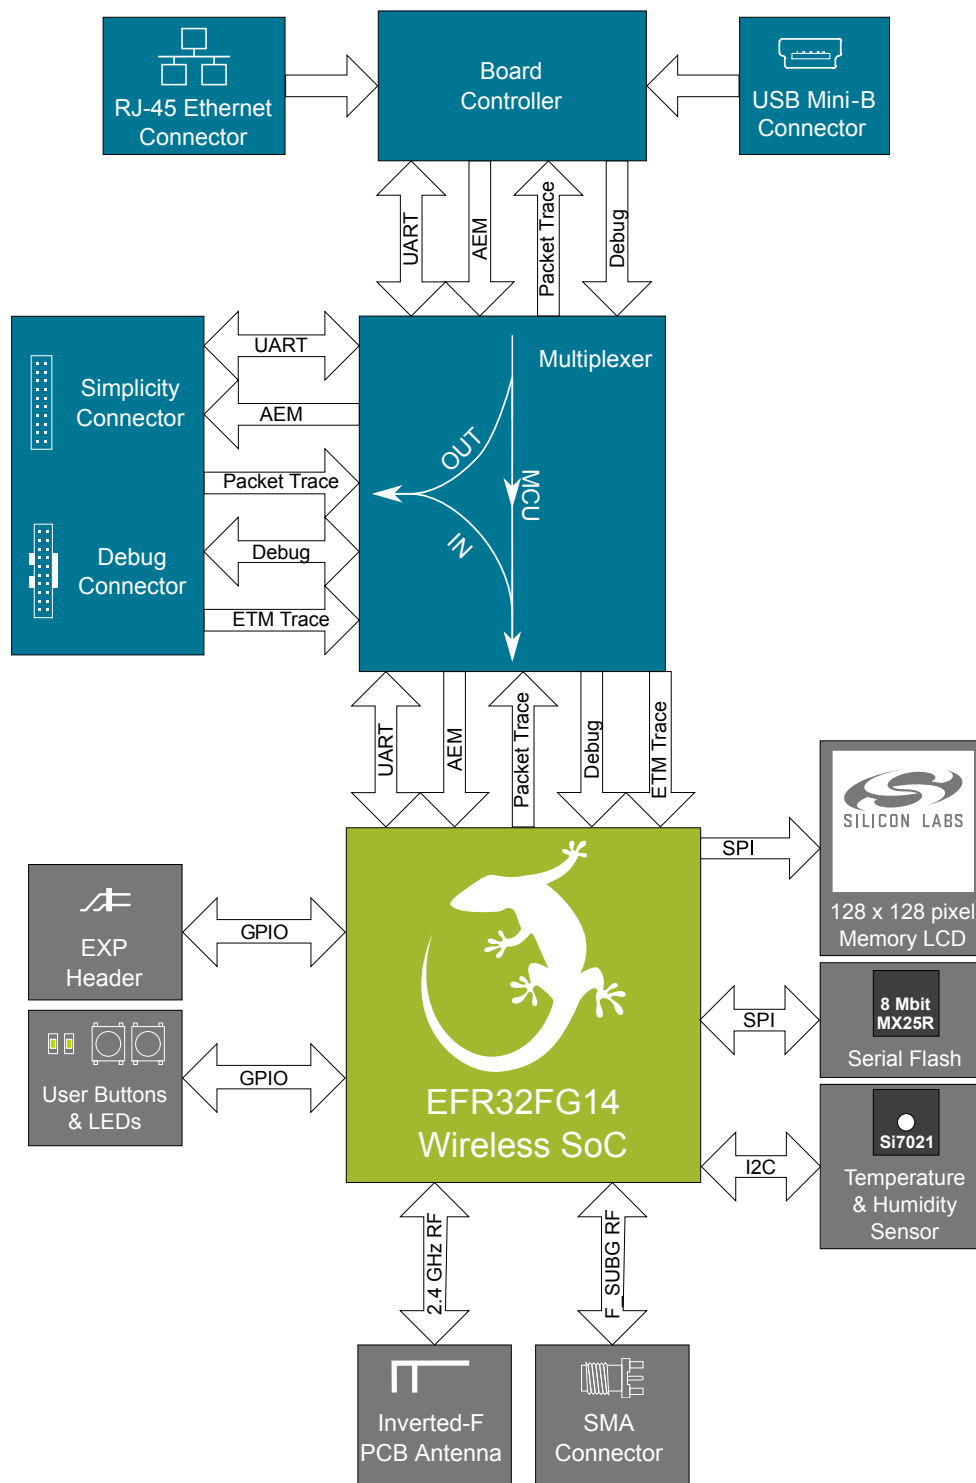 RJ-45 Ethernet
Connector
Board
Controller
USB Mini-B
Connector
UART
AEM
Packet Trace
Debug
Simplicity
Connector
Debug
Connector
UART
AEM
Packet Trace
Debug
ETM Trace
Multiplexer
OUT
MCU
IN
UART
AEM
Packet Trace
Debug
ETM Trace
SILICON LABS
128 x 128 pixel
Memory LCD
SPI
EXP
Header
GPIO
8 Mbit
MX25R
Serial Flash
SPI
User Buttons
& LEDs
GPIO
EFR32FG14
Wireless SoC
Si7021
Temperature
& Humidity
Sensor
I2C
2.4 GHz RF
F_SUBG RF
Inverted-F
PCB Antenna
SMA
Connector